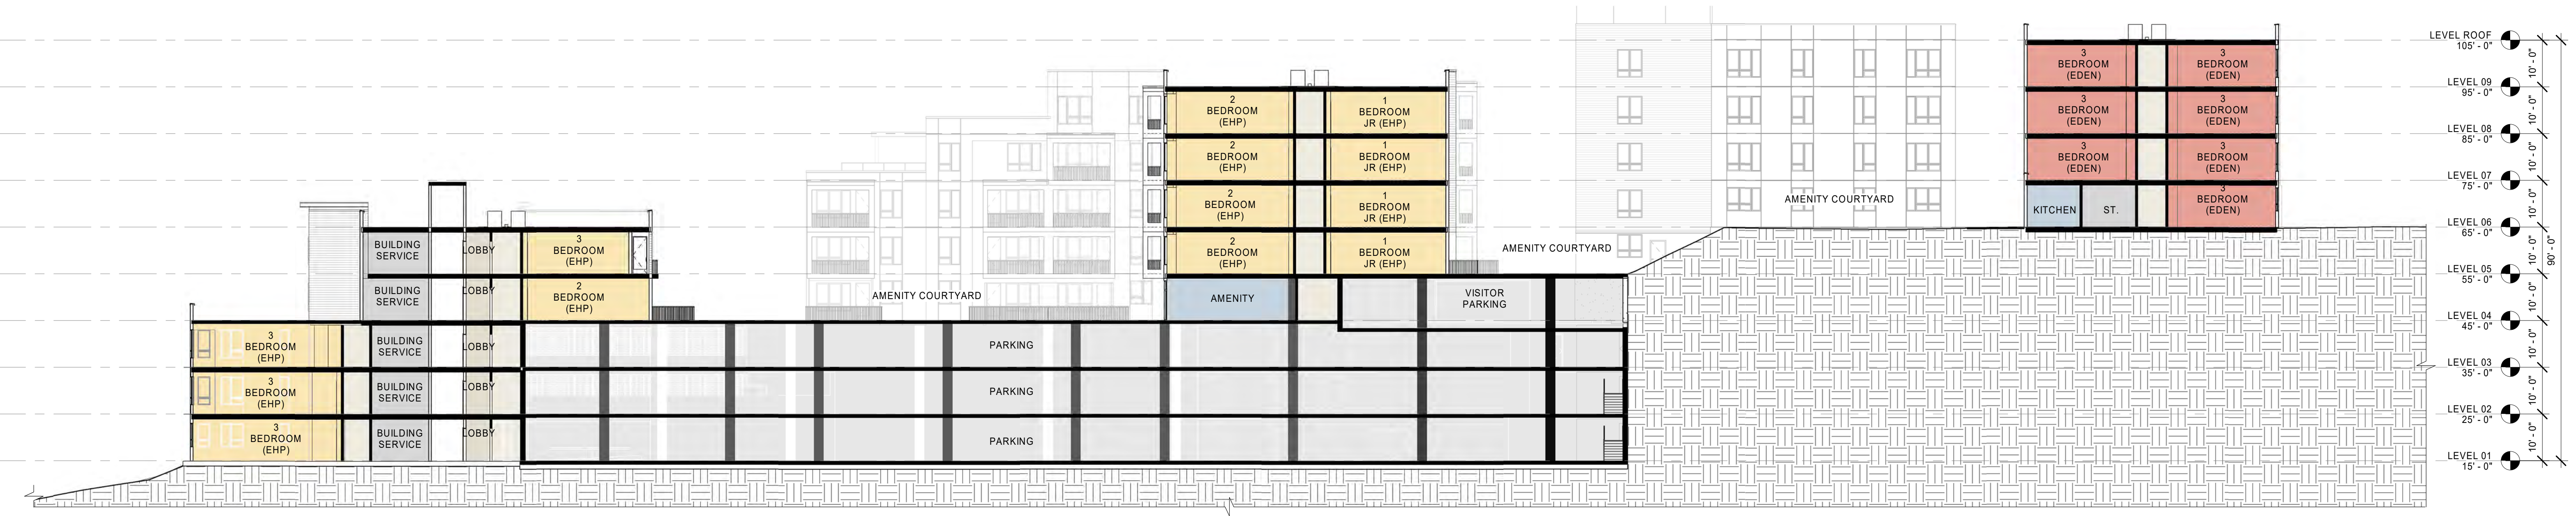 LEVEL ROOF
105' - 0"
10' - 0"
LEVEL 09
95' - 0"
10' - 0"
LEVEL 08
85' - 0"
10' - 0"
LEVEL 07
75' - 0"
10' - 0"
LEVEL 06
65' - 0"
10' - 0"
90' - 0"
LEVEL 05
55' - 0"
10' - 0"
LEVEL 04
45' - 0"
10' - 0"
LEVEL 03
35' - 0"
10' - 0"
LEVEL 02
25' - 0"
10' - 0"
LEVEL 01
15' - 0"
3
BEDROOM
(EDEN)
3
BEDROOM
(EDEN)
3
BEDROOM
(EDEN)
3
BEDROOM
(EDEN)
3
BEDROOM
(EDEN)
3
BEDROOM
(EDEN)
KITCHEN
ST.
3
BEDROOM
(EDEN)
AMENITY COURTYARD
AMENITY COURTYARD
2
BEDROOM
(EHP)
1
BEDROOM
JR (EHP)
2
BEDROOM
(EHP)
1
BEDROOM
JR (EHP)
2
BEDROOM
(EHP)
1
BEDROOM
JR (EHP)
2
BEDROOM
(EHP)
1
BEDROOM
JR (EHP)
AMENITY
VISITOR
PARKING
AMENITY COURTYARD
BUILDING
SERVICE
LOBBY
3
BEDROOM
(EHP)
BUILDING
SERVICE
LOBBY
2
BEDROOM
(EHP)
3
BEDROOM
(EHP)
BUILDING
SERVICE
LOBBY
PARKING
3
BEDROOM
(EHP)
BUILDING
SERVICE
LOBBY
PARKING
3
BEDROOM
(EHP)
BUILDING
SERVICE
LOBBY
PARKING